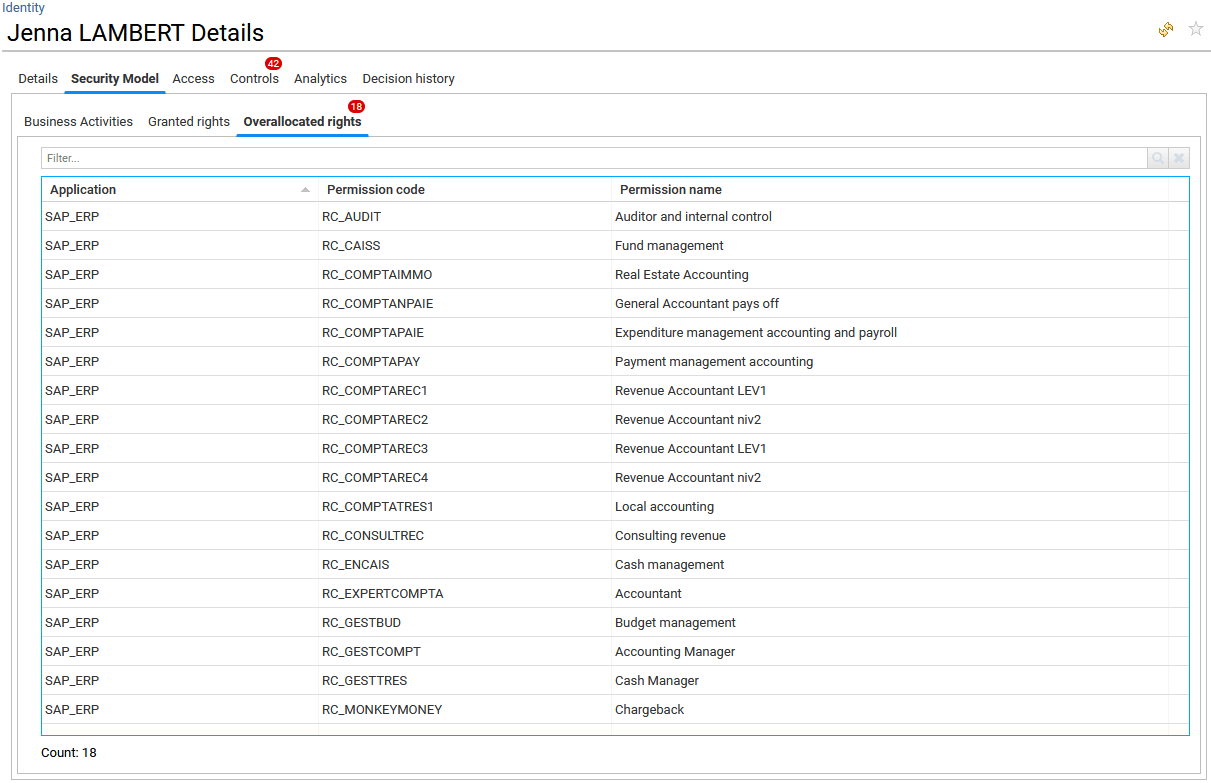 Identity
Jenna LAMBERT Details
42
Details Security Model Access Controls Analytics Decision history
18
Business Activities Granted rights Overallocated rights
Filter...
Application Permission code Permission name
SAP_ERP RC_AUDIT Auditor and internal control
SAP_ERP RC_CAISS Fund management
SAP_ERP RC_COMPTAIMMO Real Estate Accounting
SAP_ERP RC_COMPTANPAIE General Accountant pays off
SAP_ERP RC_COMPTAPAIE Expenditure management accounting and payroll
SAP_ERP RC_COMPTAPAY Payment management accounting
SAP_ERP RC_COMPTAREC1 Revenue Accountant LEV1
SAP_ERP RC_COMPTAREC2 Revenue Accountant niv2
SAP_ERP RC_COMPTAREC3 Revenue Accountant LEV1
SAP_ERP RC_COMPTAREC4 Revenue Accountant niv2
SAP_ERP RC_COMPTATRES1 Local accounting
SAP_ERP RC_CONSULTREC Consulting revenue
SAP_ERP RC_ENCAIS Cash management
SAP_ERP RC_EXPERTCOMPTA Accountant
SAP_ERP RC_GESTBUD Budget management
SAP_ERP RC_GESTCOMPT Accounting Manager
SAP_ERP RC_GESTTRES Cash Manager
SAP_ERP RC_MONKEYMONEY Chargeback
Count: 18